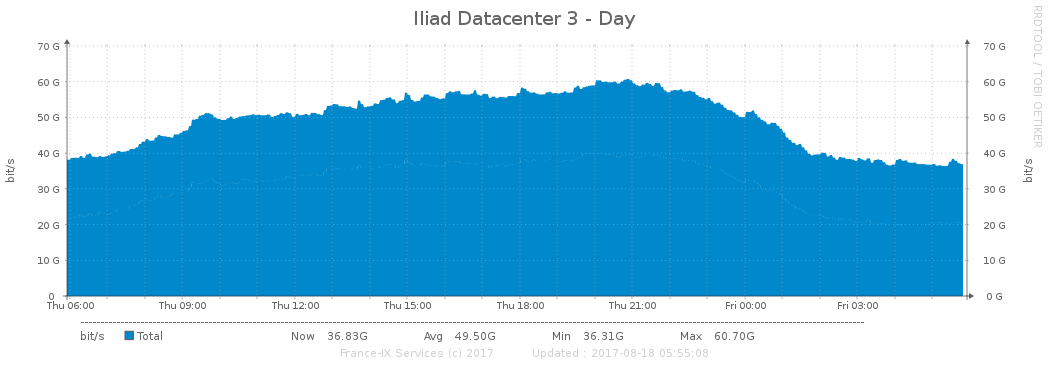 Iliad Datacenter 3 - Day
RRDTOOL / TOBI OETIKER
70 G 70 G
60 G 60 G
50 G 50 G
40 G 40 G
30 G 30 G
20 G 20 G
10 G 10 G
0 0 G
bit/s bit/s
Thu 06:00 Thu 09:00 Thu 12:00 Thu 15:00 Thu 18:00 Thu 21:00 Fri 00:00 Fri 03:00
bit/s Total Now 36.83G Avg 49.50G Min 36.31G Max 60.70G
France-IX Services (c) 2017 Updated : 2017-08-18 05:55:08